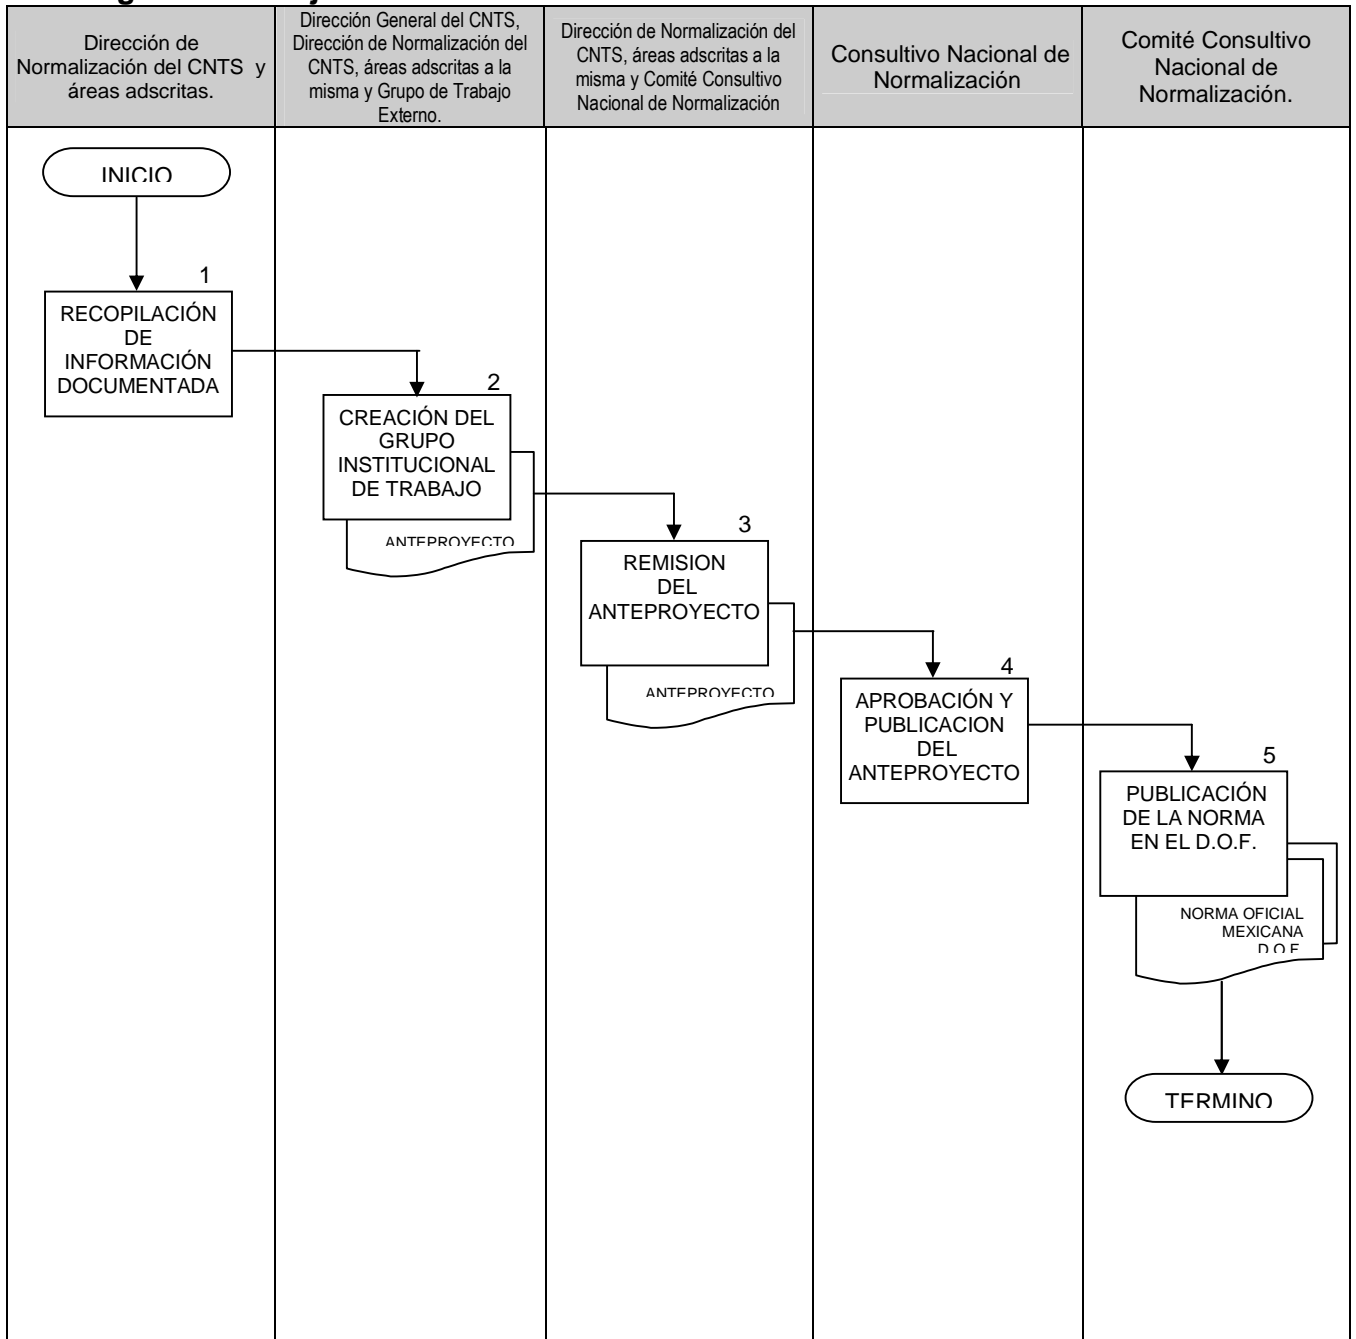 Dirección de
Normalización del CNTS y
áreas adscritas.
Dirección General del CNTS,
Dirección de Normalización del
CNTS, áreas adscritas a la
misma y Grupo de Trabajo
Externo.
Dirección de Normalización del
CNTS, áreas adscritas a la
misma y Comité Consultivo
Nacional de Normalización
Consultivo Nacional de
Normalización
Comité Consultivo
Nacional de
Normalización.
INICIO
1
RECOPILACIÓN
DE
INFORMACIÓN
DOCUMENTADA
2
CREACIÓN DEL
GRUPO
INSTITUCIONAL
DE TRABAJO
ANTEPROYECTO
3
REMISION
DEL
ANTEPROYECTO
ANTEPROYECTO
4
APROBACIÓN Y
PUBLICACION
DEL
ANTEPROYECTO
5
PUBLICACIÓN
DE LA NORMA
EN EL D.O.F.
NORMA OFICIAL
MEXICANA
D.O.F.
TERMINO